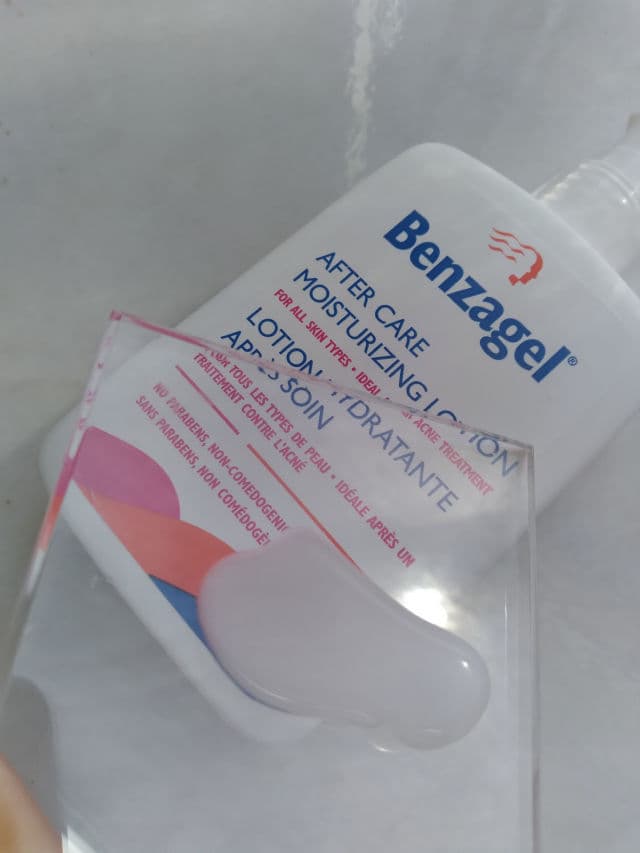 Benzagel®
AFTER CARE
MOISTURIZING LOTION
FOR ALL SKIN TYPES • IDEAL ACNE TREATMENT
LOTION HYDRATANTE
APRÈS SOIN
TOUS LES TYPES DE PEAU • IDÉALE APRÈS UN
TRAITEMENT CONTRE L'ACNÉ
NO PARABENS, NON-COMEDOGENIC
SANS PARABENS, NON COMÉDOGÈ